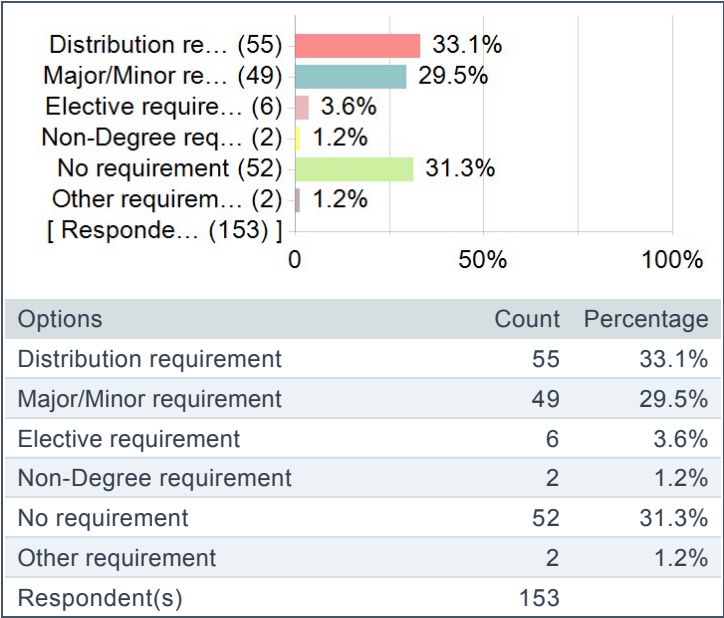 Distribution re… (55) 33.1%
Major/Minor re… (49) 29.5%
Elective require… (6) 3.6%
Non-Degree req… (2) 1.2%
No requirement (52) 31.3%
Other requirem… (2) 1.2%
[ Responde… (153) ]
0 50% 100%
Options Count Percentage
Distribution requirement 55 33.1%
Major/Minor requirement 49 29.5%
Elective requirement 6 3.6%
Non-Degree requirement 2 1.2%
No requirement 52 31.3%
Other requirement 2 1.2%
Respondent(s) 153